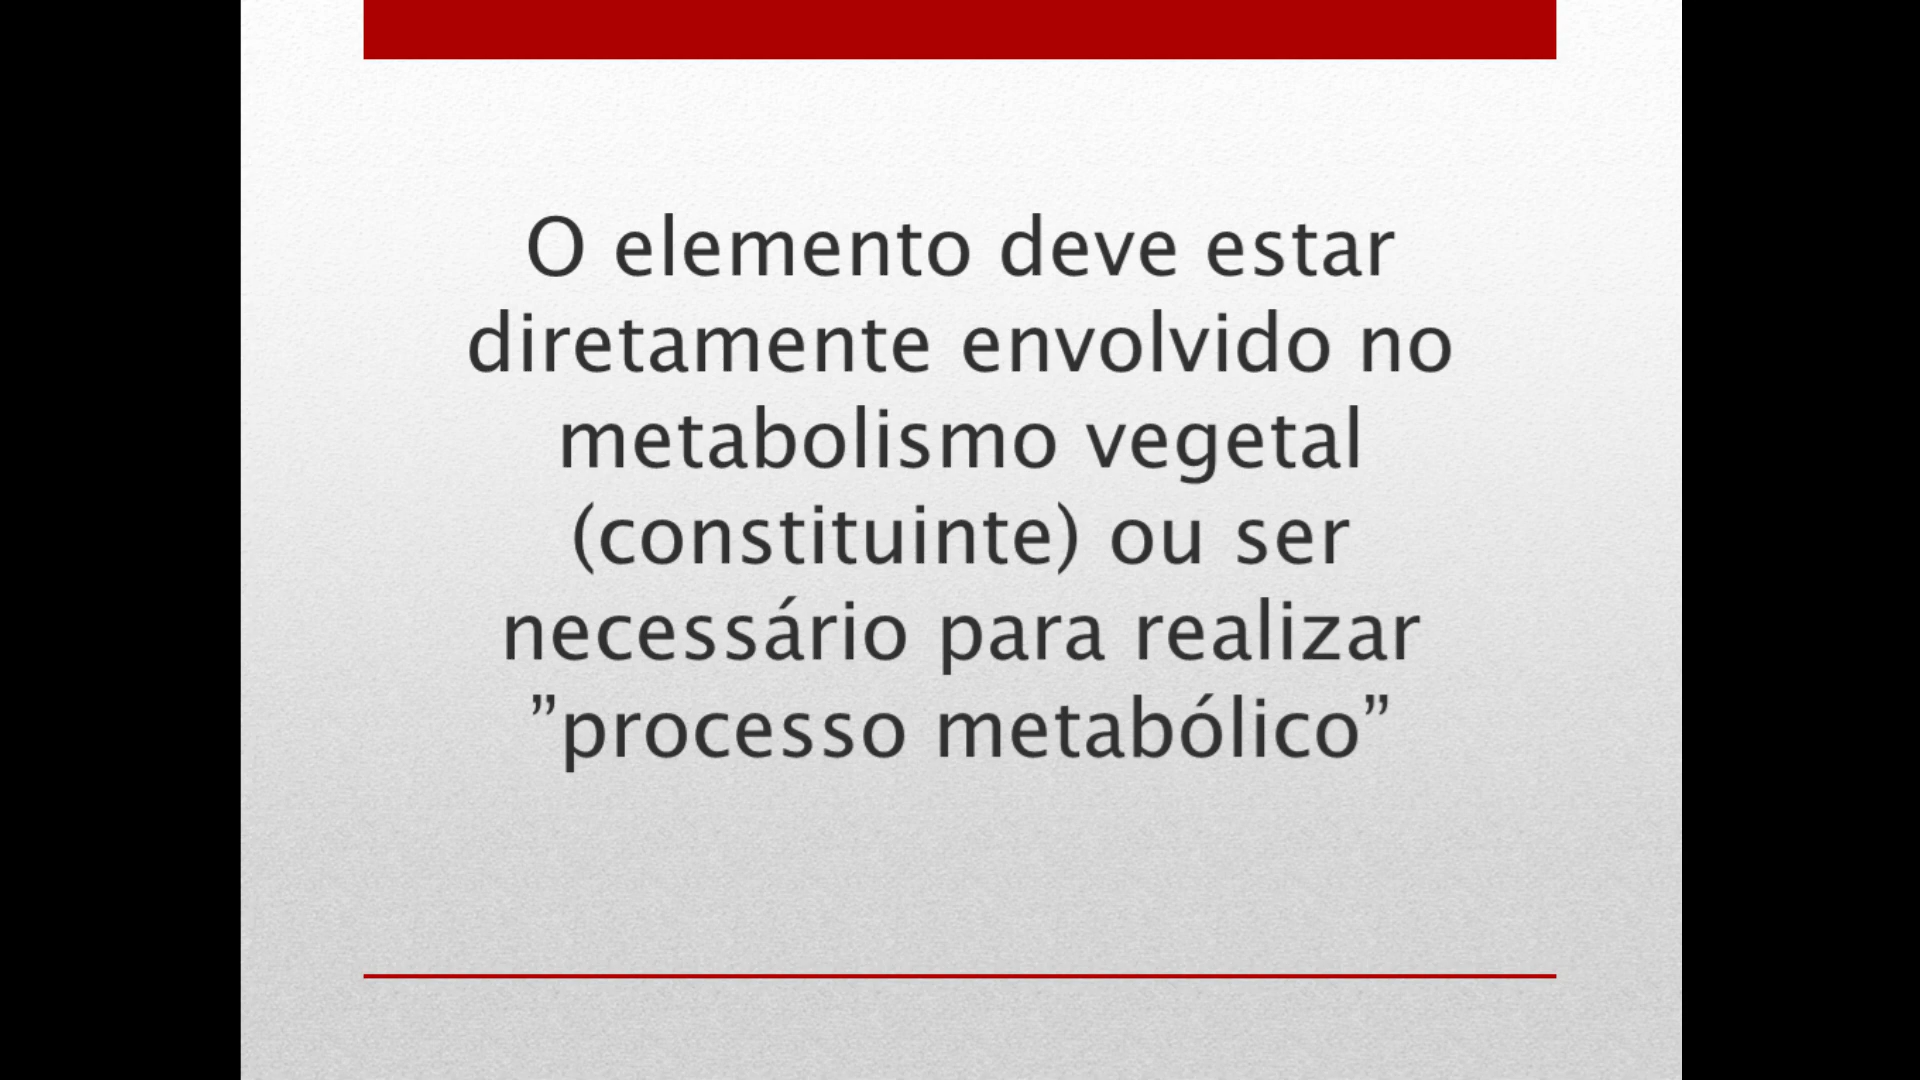 O elemento deve estar
diretamente envolvido no
metabolismo vegetal
(constituinte) ou ser
necessário para realizar
”processo metabólico”